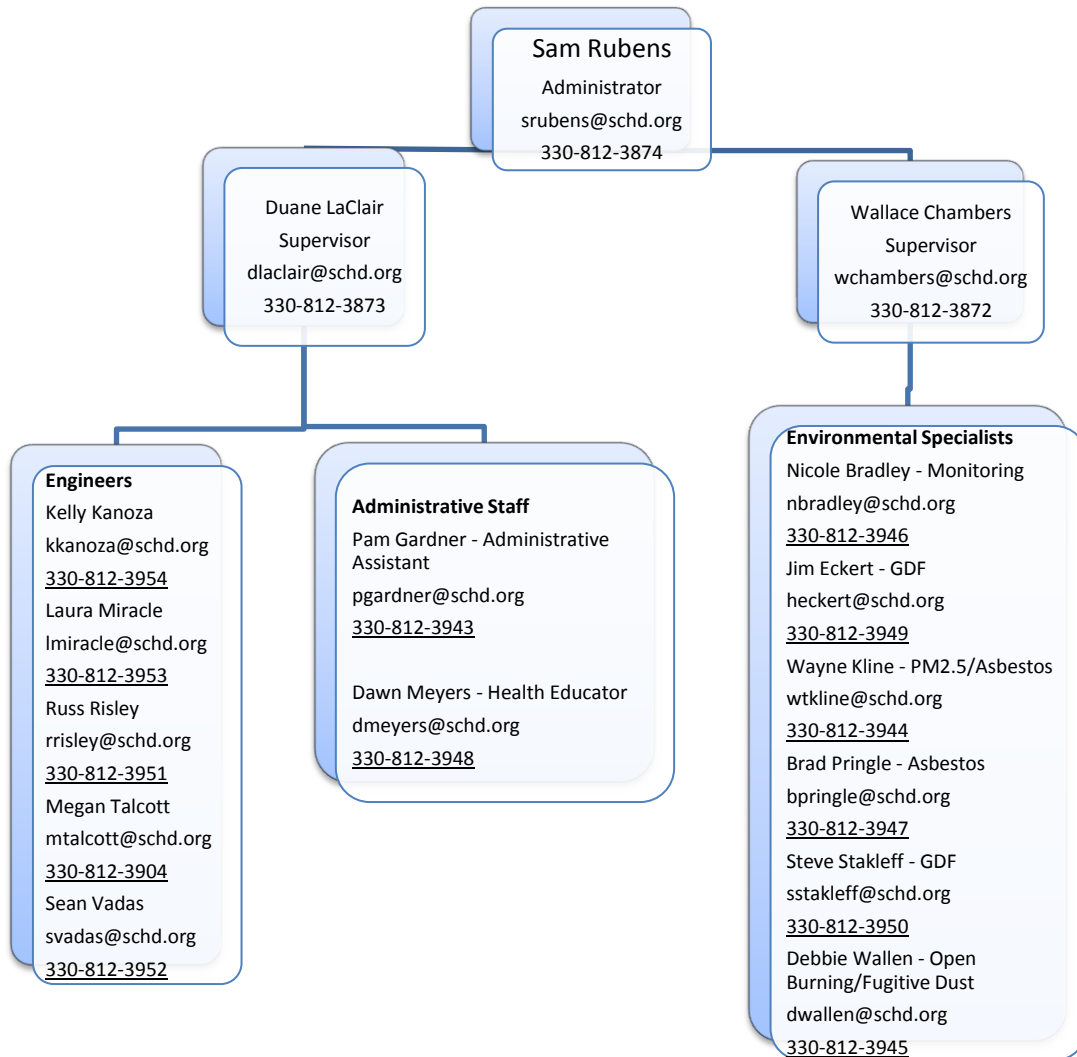 Sam Rubens
Administrator
srubens@schd.org
330-812-3874
Duane LaClair
Supervisor
dlaclair@schd.org
330-812-3873
Wallace Chambers
Supervisor
wchambers@schd.org
330-812-3872
Engineers
Kelly Kanoza
kkanoza@schd.org
330-812-3954
Laura Miracle
lmiracle@schd.org
330-812-3953
Russ Risley
rrisley@schd.org
330-812-3951
Megan Talcott
mtalcott@schd.org
330-812-3904
Sean Vadas
svadas@schd.org
330-812-3952
Administrative Staff
Pam Gardner - Administrative
Assistant
pgardner@schd.org
330-812-3943
Dawn Meyers - Health Educator
dmeyers@schd.org
330-812-3948
Environmental Specialists
Nicole Bradley - Monitoring
nbradley@schd.org
330-812-3946
Jim Eckert - GDF
heckert@schd.org
330-812-3949
Wayne Kline - PM2.5/Asbestos
wtkline@schd.org
330-812-3944
Brad Pringle - Asbestos
bpringle@schd.org
330-812-3947
Steve Stakleff - GDF
sstakleff@schd.org
330-812-3950
Debbie Wallen - Open
Burning/Fugitive Dust
dwallen@schd.org
330-812-3945